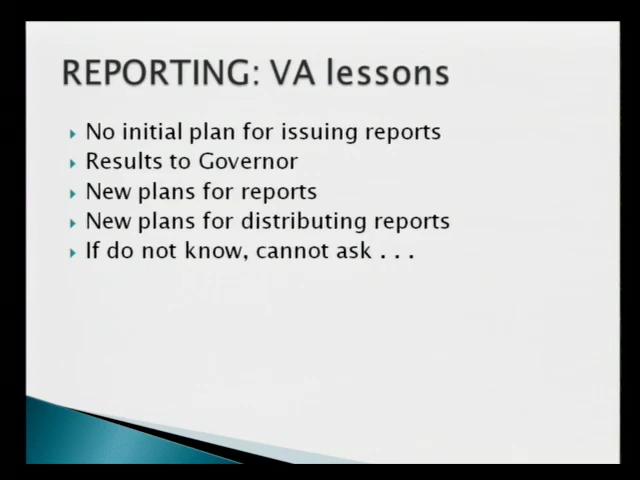 REPORTING: VA lessons
No initial plan for issuing reports
Results to Governor
New plans for reports
New plans for distributing reports
If do not know, cannot ask . . .